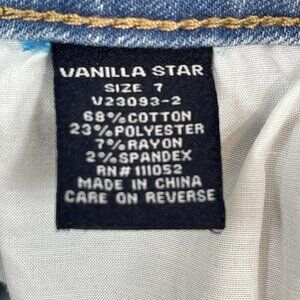 VANILLA STAR
SIZE 7
V23093-2
68%COTTON
23%POLYESTER
7%RAYON
2%SPANDEX
RN# 111052
MADE IN CHINA
CARE ON REVERSE